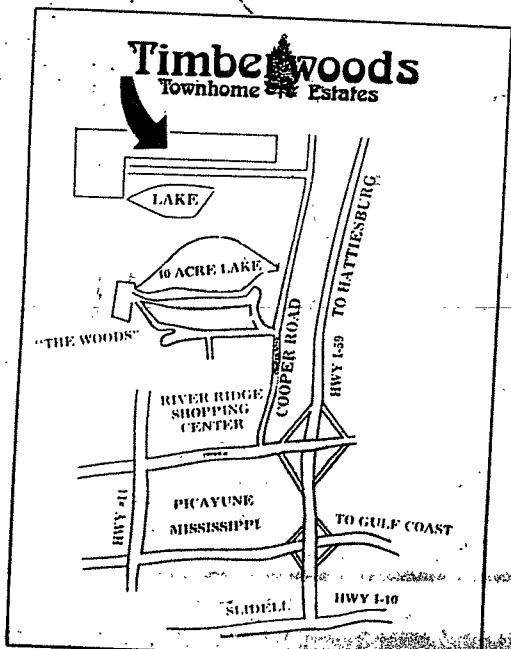 Timberwoods
Townhome Estates
LAKE
10 ACRE LAKE
"THE WOODS"
COOPER ROAD
HWY I-59 TO HATTIESBURG
RIVER RIDGE
SHOPPING
CENTER
HWY #11
PICAYUNE
MISSISSIPPI
TO GULF COAST
SLIDELL
HWY I-10